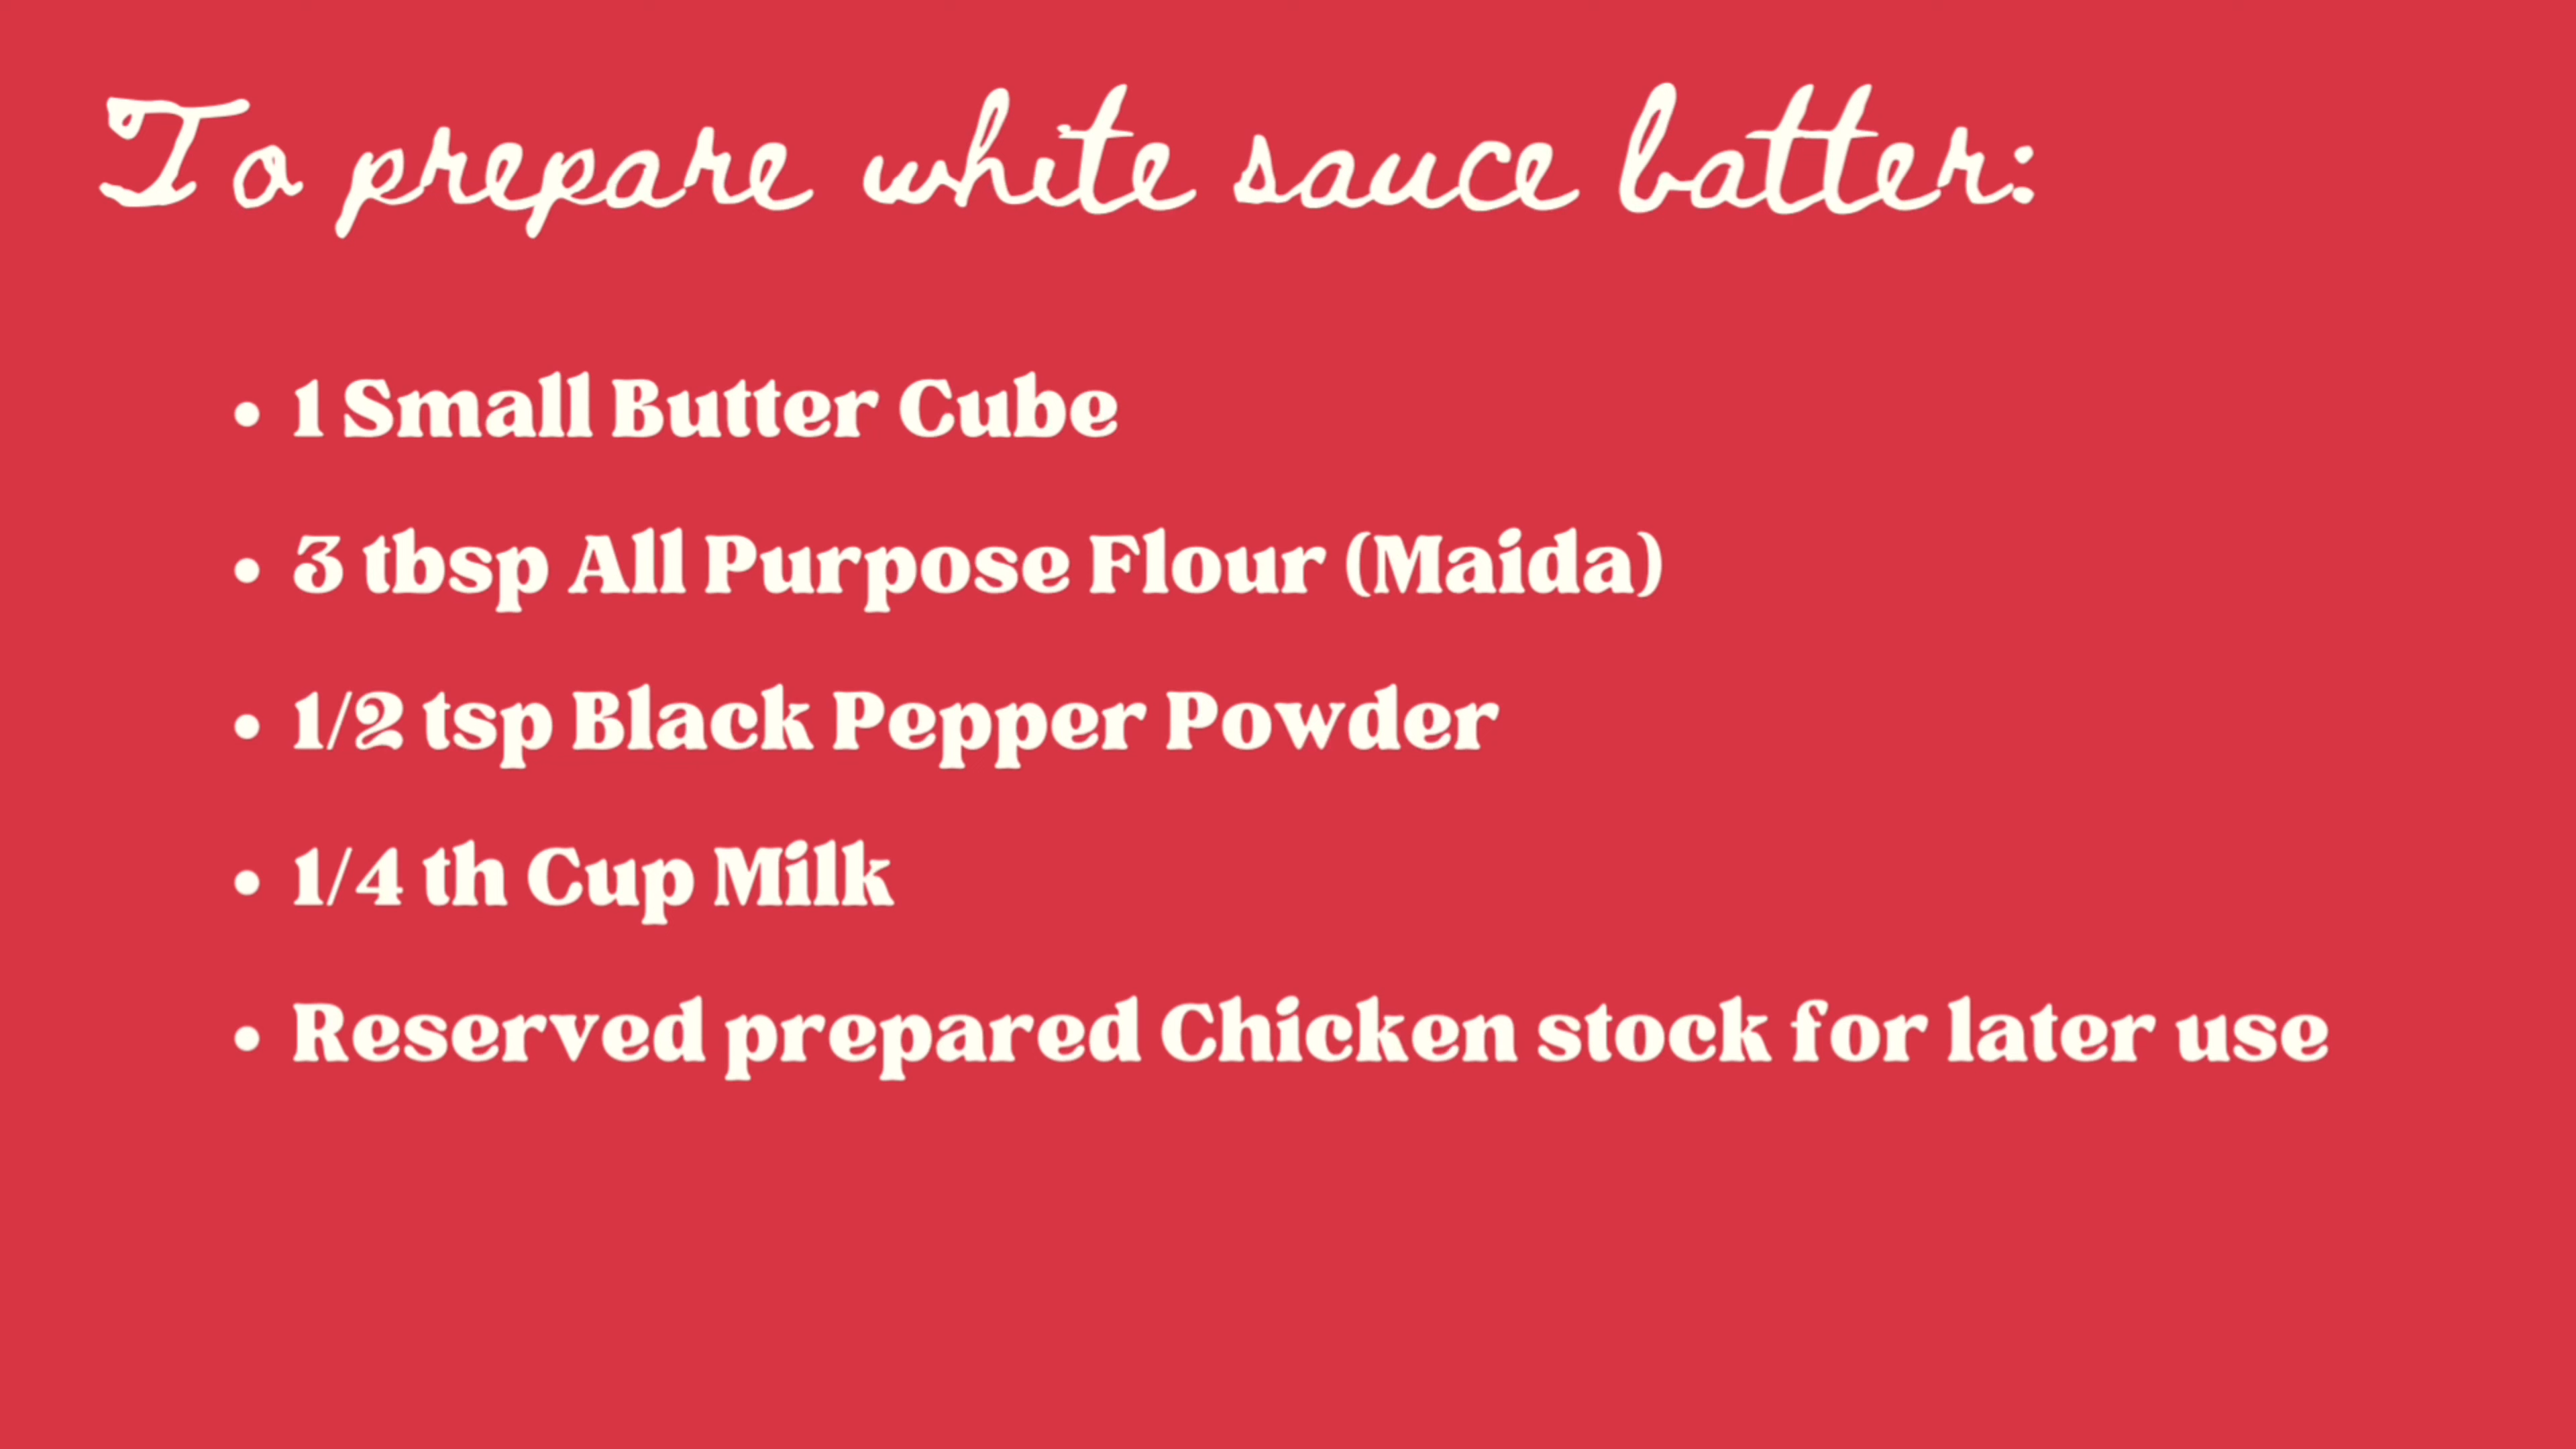 To prepare white sauce batter:
• 1 Small Butter Cube
• 3 tbsp All Purpose Flour (Maida)
• 1/2 tsp Black Pepper Powder
• 1/4 th Cup Milk
• Reserved prepared Chicken stock for later use